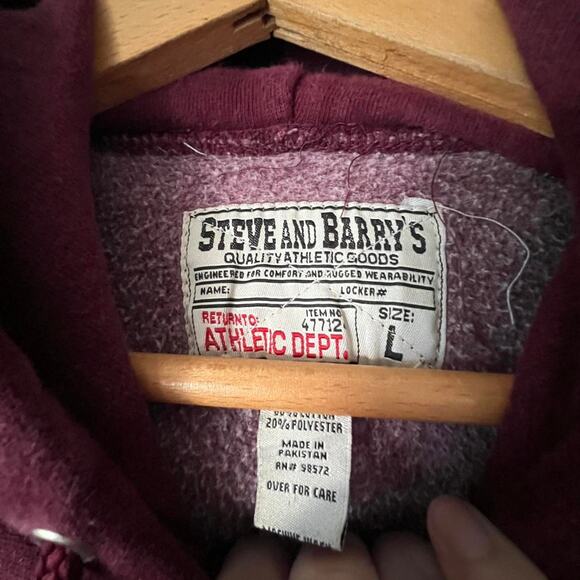 STEVE AND BARRY'S
QUALITY ATHLETIC GOODS
ENGINEERED FOR COMFORT AND RUGGED WEARABILITY
NAME: LOCKER#
RETURN TO: ITEM NO SIZE:
47712
ATHLETIC DEPT. L
20% POLYESTER
MADE IN
PAKISTAN
RN# 98572
OVER FOR CARE